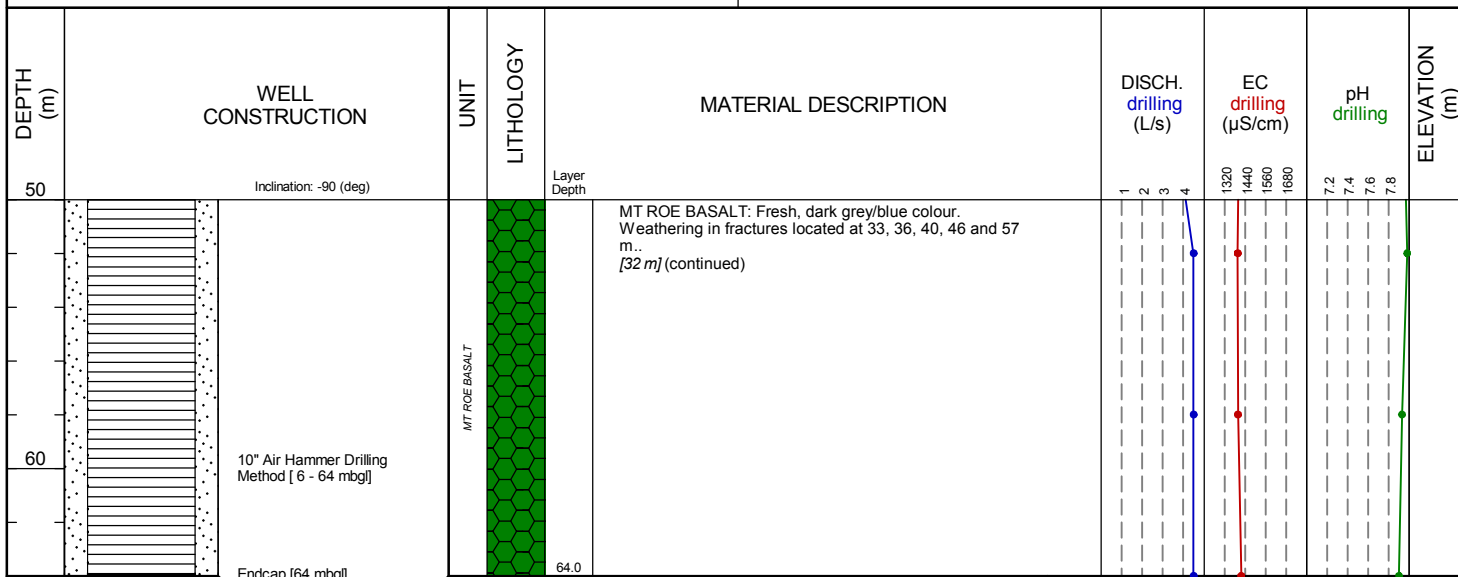 DEPTH
(m)
WELL
CONSTRUCTION
Inclination: -90 (deg)
UNIT
LITHOLOGY
Layer
Depth
MATERIAL DESCRIPTION
DISCH.
drilling
(L/s)
1
2
3
4
EC
drilling
(µS/cm)
1320
1440
1560
1680
pH
drilling
7.2
7.4
7.6
7.8
ELEVATION
(m)
50
MT ROE BASALT: Fresh, dark grey/blue colour.
Weathering in fractures located at 33, 36, 40, 46 and 57
m..
[32 m] (continued)
MT ROE BASALT
60
10" Air Hammer Drilling
Method [ 6 - 64 mbgl]
Endcap [64 mbgl]
64.0